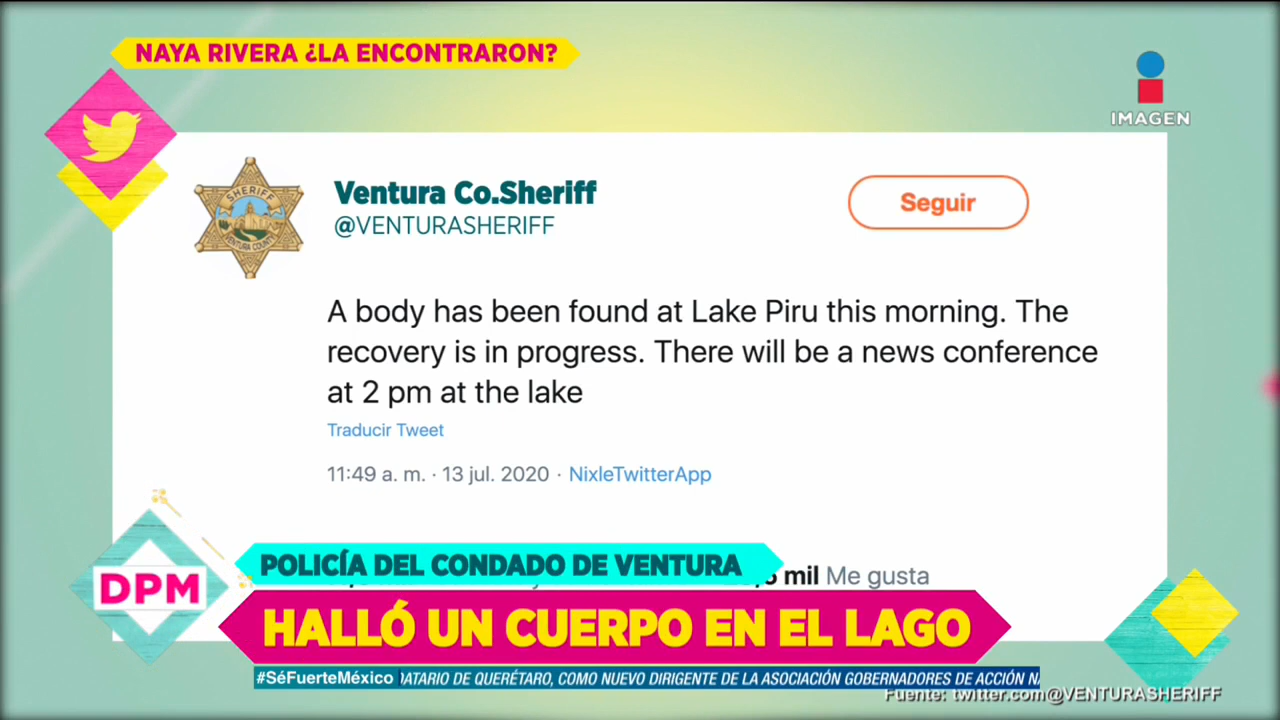 NAYA RIVERA ¿LA ENCONTRARON?
IMAGEN
SHERIFF
VENTURA COUNTY
Ventura Co.Sheriff
@VENTURASHERIFF
Seguir
A body has been found at Lake Piru this morning. The
recovery is in progress. There will be a news conference
at 2 pm at the lake
Traducir Tweet
11:49 a. m. · 13 jul. 2020 · NixleTwitterApp
mil Me gusta
POLICÍA DEL CONDADO DE VENTURA
DPM
HALLÓ UN CUERPO EN EL LAGO
#SéFuerteMéxico
DE QUERÉTARO, COMO NUEVO DIRIGENTE DE LA ASOCIACIÓN GOBERNADORES DE ACCIÓN
Fuente: twitter.com@VENTURASHERIFF